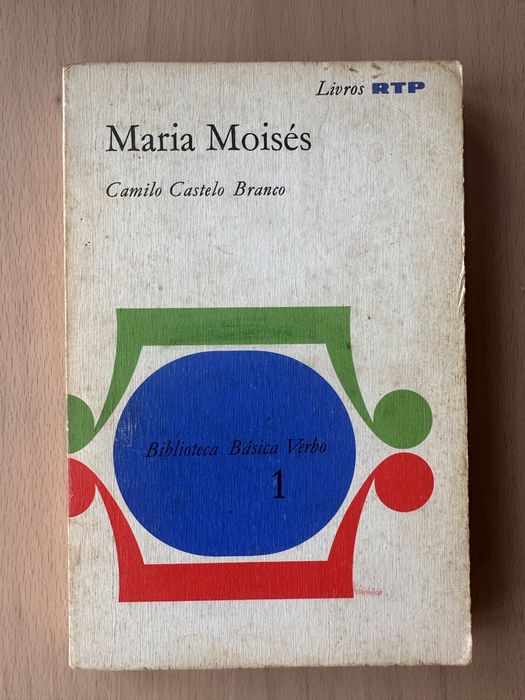 Livros RTP
Maria Moisés
Camilo Castelo Branco
Biblioteca Básica Verbo
1